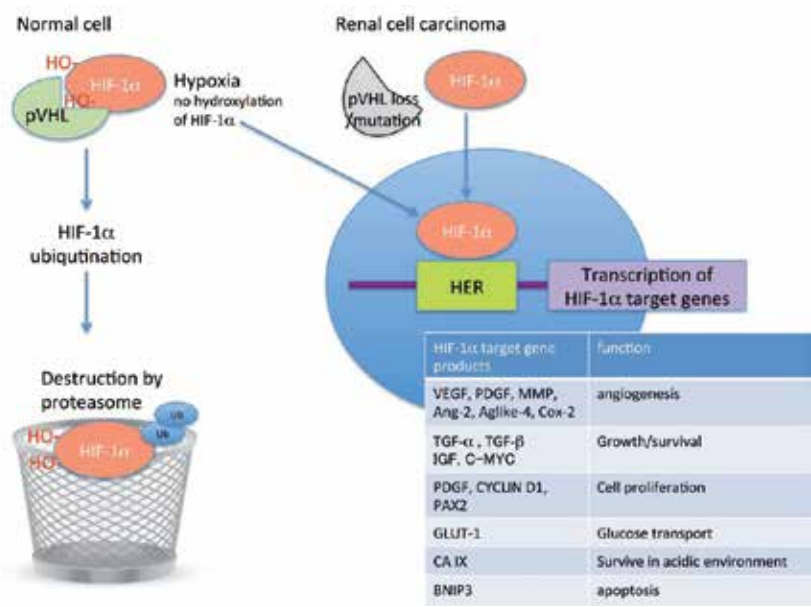 Normal cell
HO-
HIF-1α
HO-
pVHL
Hypoxia
no hydroxylation
of HIF-1α
HIF-1α
ubiqutination
Destruction by
proteasome
Ub
Ub
HO-
HIF-1α
HO-
Renal cell carcinoma
pVHL loss
/mutation
HIF-1α
HIF-1α
HER
Transcription of
HIF-1α target genes
HIF-1α target gene products function
VEGF, PDGF, MMP, Ang-2, Aglike-4, Cox-2 angiogenesis
TGF-α , TGF-β IGF, C-MYC Growth/survival
PDGF, CYCLIN D1, PAX2 Cell proliferation
GLUT-1 Glucose transport
CA IX Survive in acidic environment
BNIP3 apoptosis